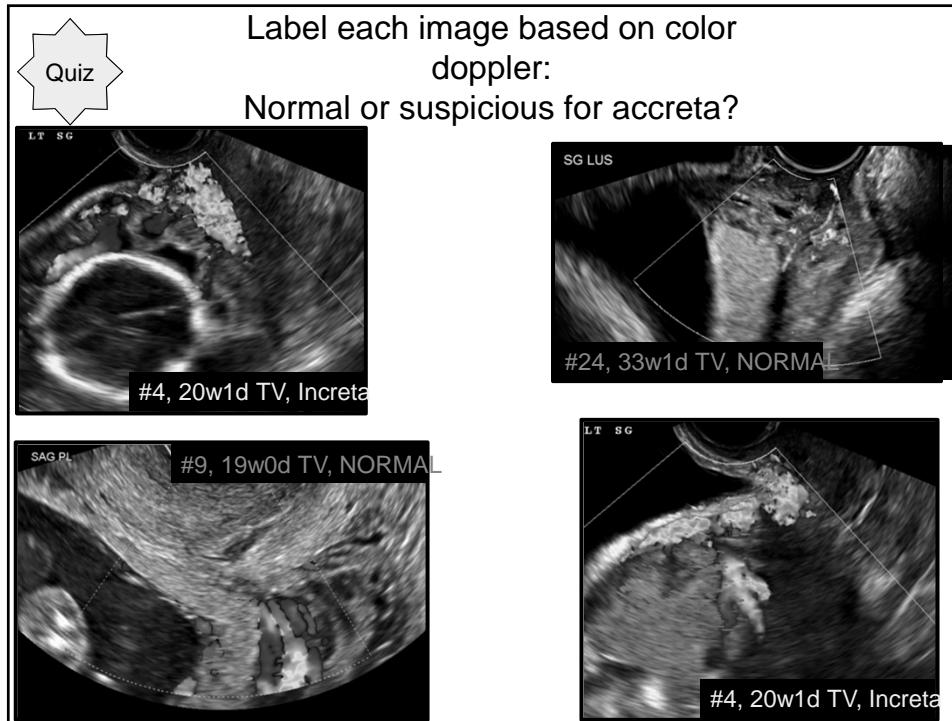 Quiz
Label each image based on color
doppler:
Normal or suspicious for accreta?
LT SG
#4, 20w1d TV, Increta
SG LUS
#24, 33w1d TV, NORMAL
SAG PL
#9, 19w0d TV, NORMAL
LT SG
#4, 20w1d TV, Increta